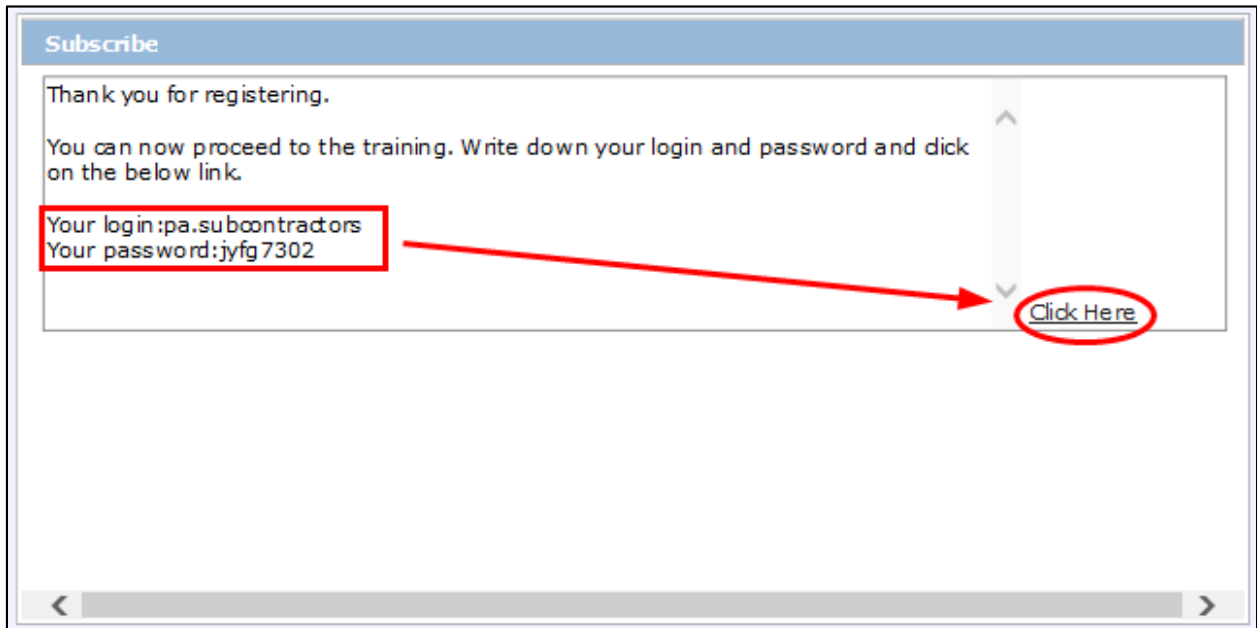 Subscribe
Thank you for registering.
You can now proceed to the training. Write down your login and password and click
on the below link.
Your login:pa.subcontractors
Your password:jyfg7302
Click Here